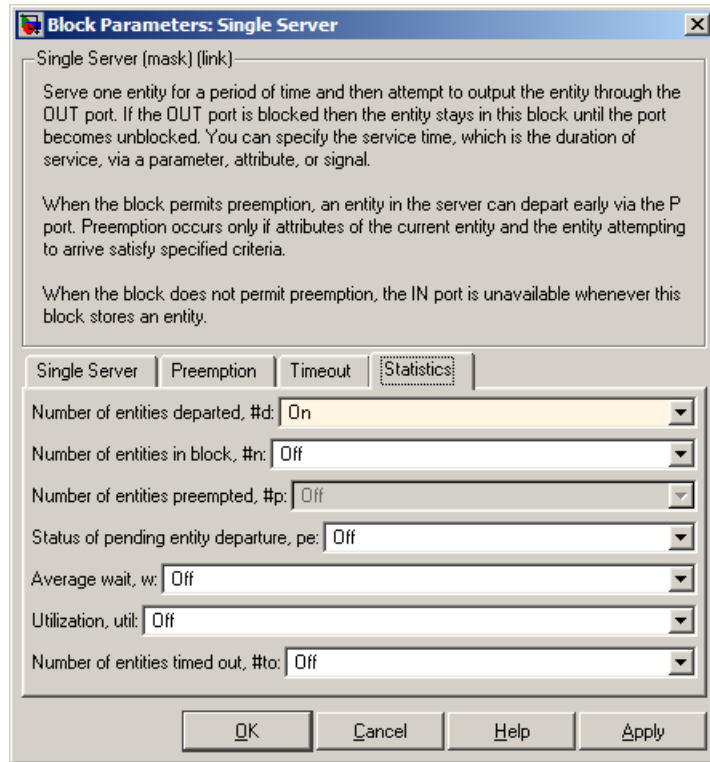 Block Parameters: Single Server
Single Server (mask) (link)
Serve one entity for a period of time and then attempt to output the entity through the
OUT port. If the OUT port is blocked then the entity stays in this block until the port
becomes unblocked. You can specify the service time, which is the duration of
service, via a parameter, attribute, or signal.
When the block permits preemption, an entity in the server can depart early via the P
port. Preemption occurs only if attributes of the current entity and the entity attempting
to arrive satisfy specified criteria.
When the block does not permit preemption, the IN port is unavailable whenever this
block stores an entity.
Single Server Preemption Timeout Statistics
Number of entities departed, #d: On
Number of entities in block, #n: Off
Number of entities preempted, #p: Off
Status of pending entity departure, pe: Off
Average wait, w: Off
Utilization, util: Off
Number of entities timed out, #to: Off
OK Cancel Help Apply